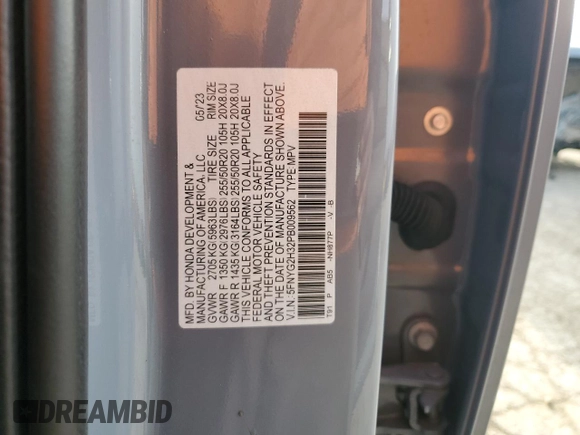 MFD. BY HONDA DEVELOPMENT &
MANUFACTURING OF AMERICA, LLC 05/'23
GVWR 2705 KG(5963LBS) TIRE SIZE RIM SIZE
GAWR F 1350 KG(2976LBS) 255/50R20 105H 20X8.0J
GAWR R 1435 KG(3164LBS) 255/50R20 105H 20X8.0J
THIS VEHICLE CONFORMS TO ALL APPLICABLE
FEDERAL MOTOR VEHICLE SAFETY
AND THEFT PREVENTION STANDARDS IN EFFECT
ON THE DATE OF MANUFACTURE SHOWN ABOVE.
V.I.N. 5FNYG2H32PB009562 TYPE MPV
T91 P AB5 -NH877P -V -B
DREAMBID